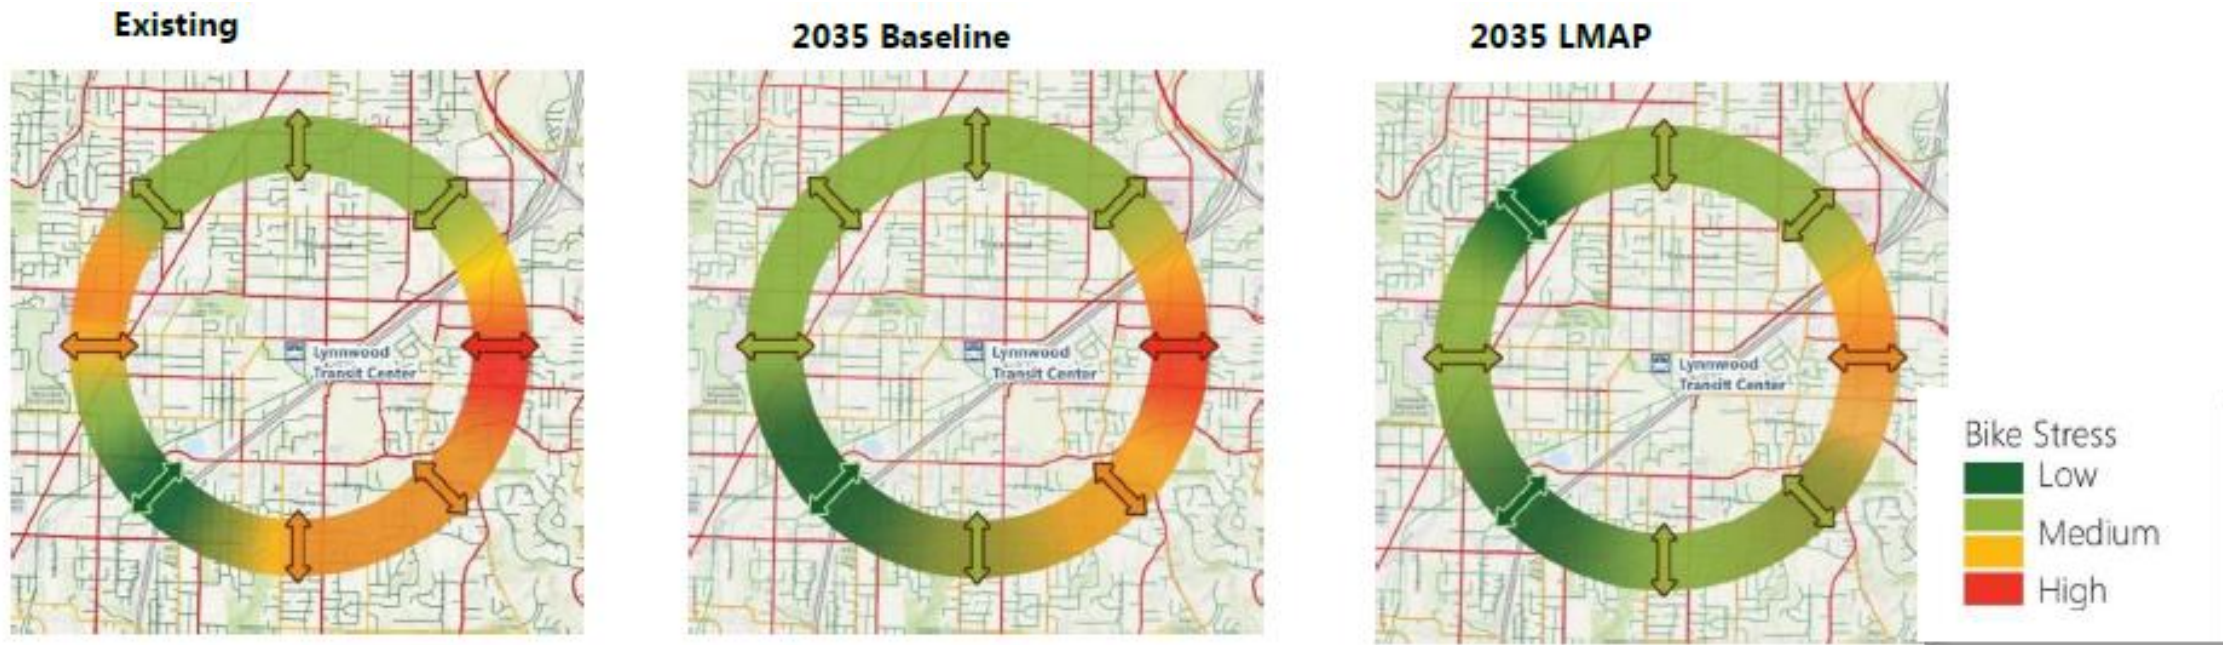 Existing
2035 Baseline
2035 LMAP
Lynnwood
Transit Center
Lynnwood
Transit Center
Lynnwood
Transit Center
Bike Stress
Low
Medium
High